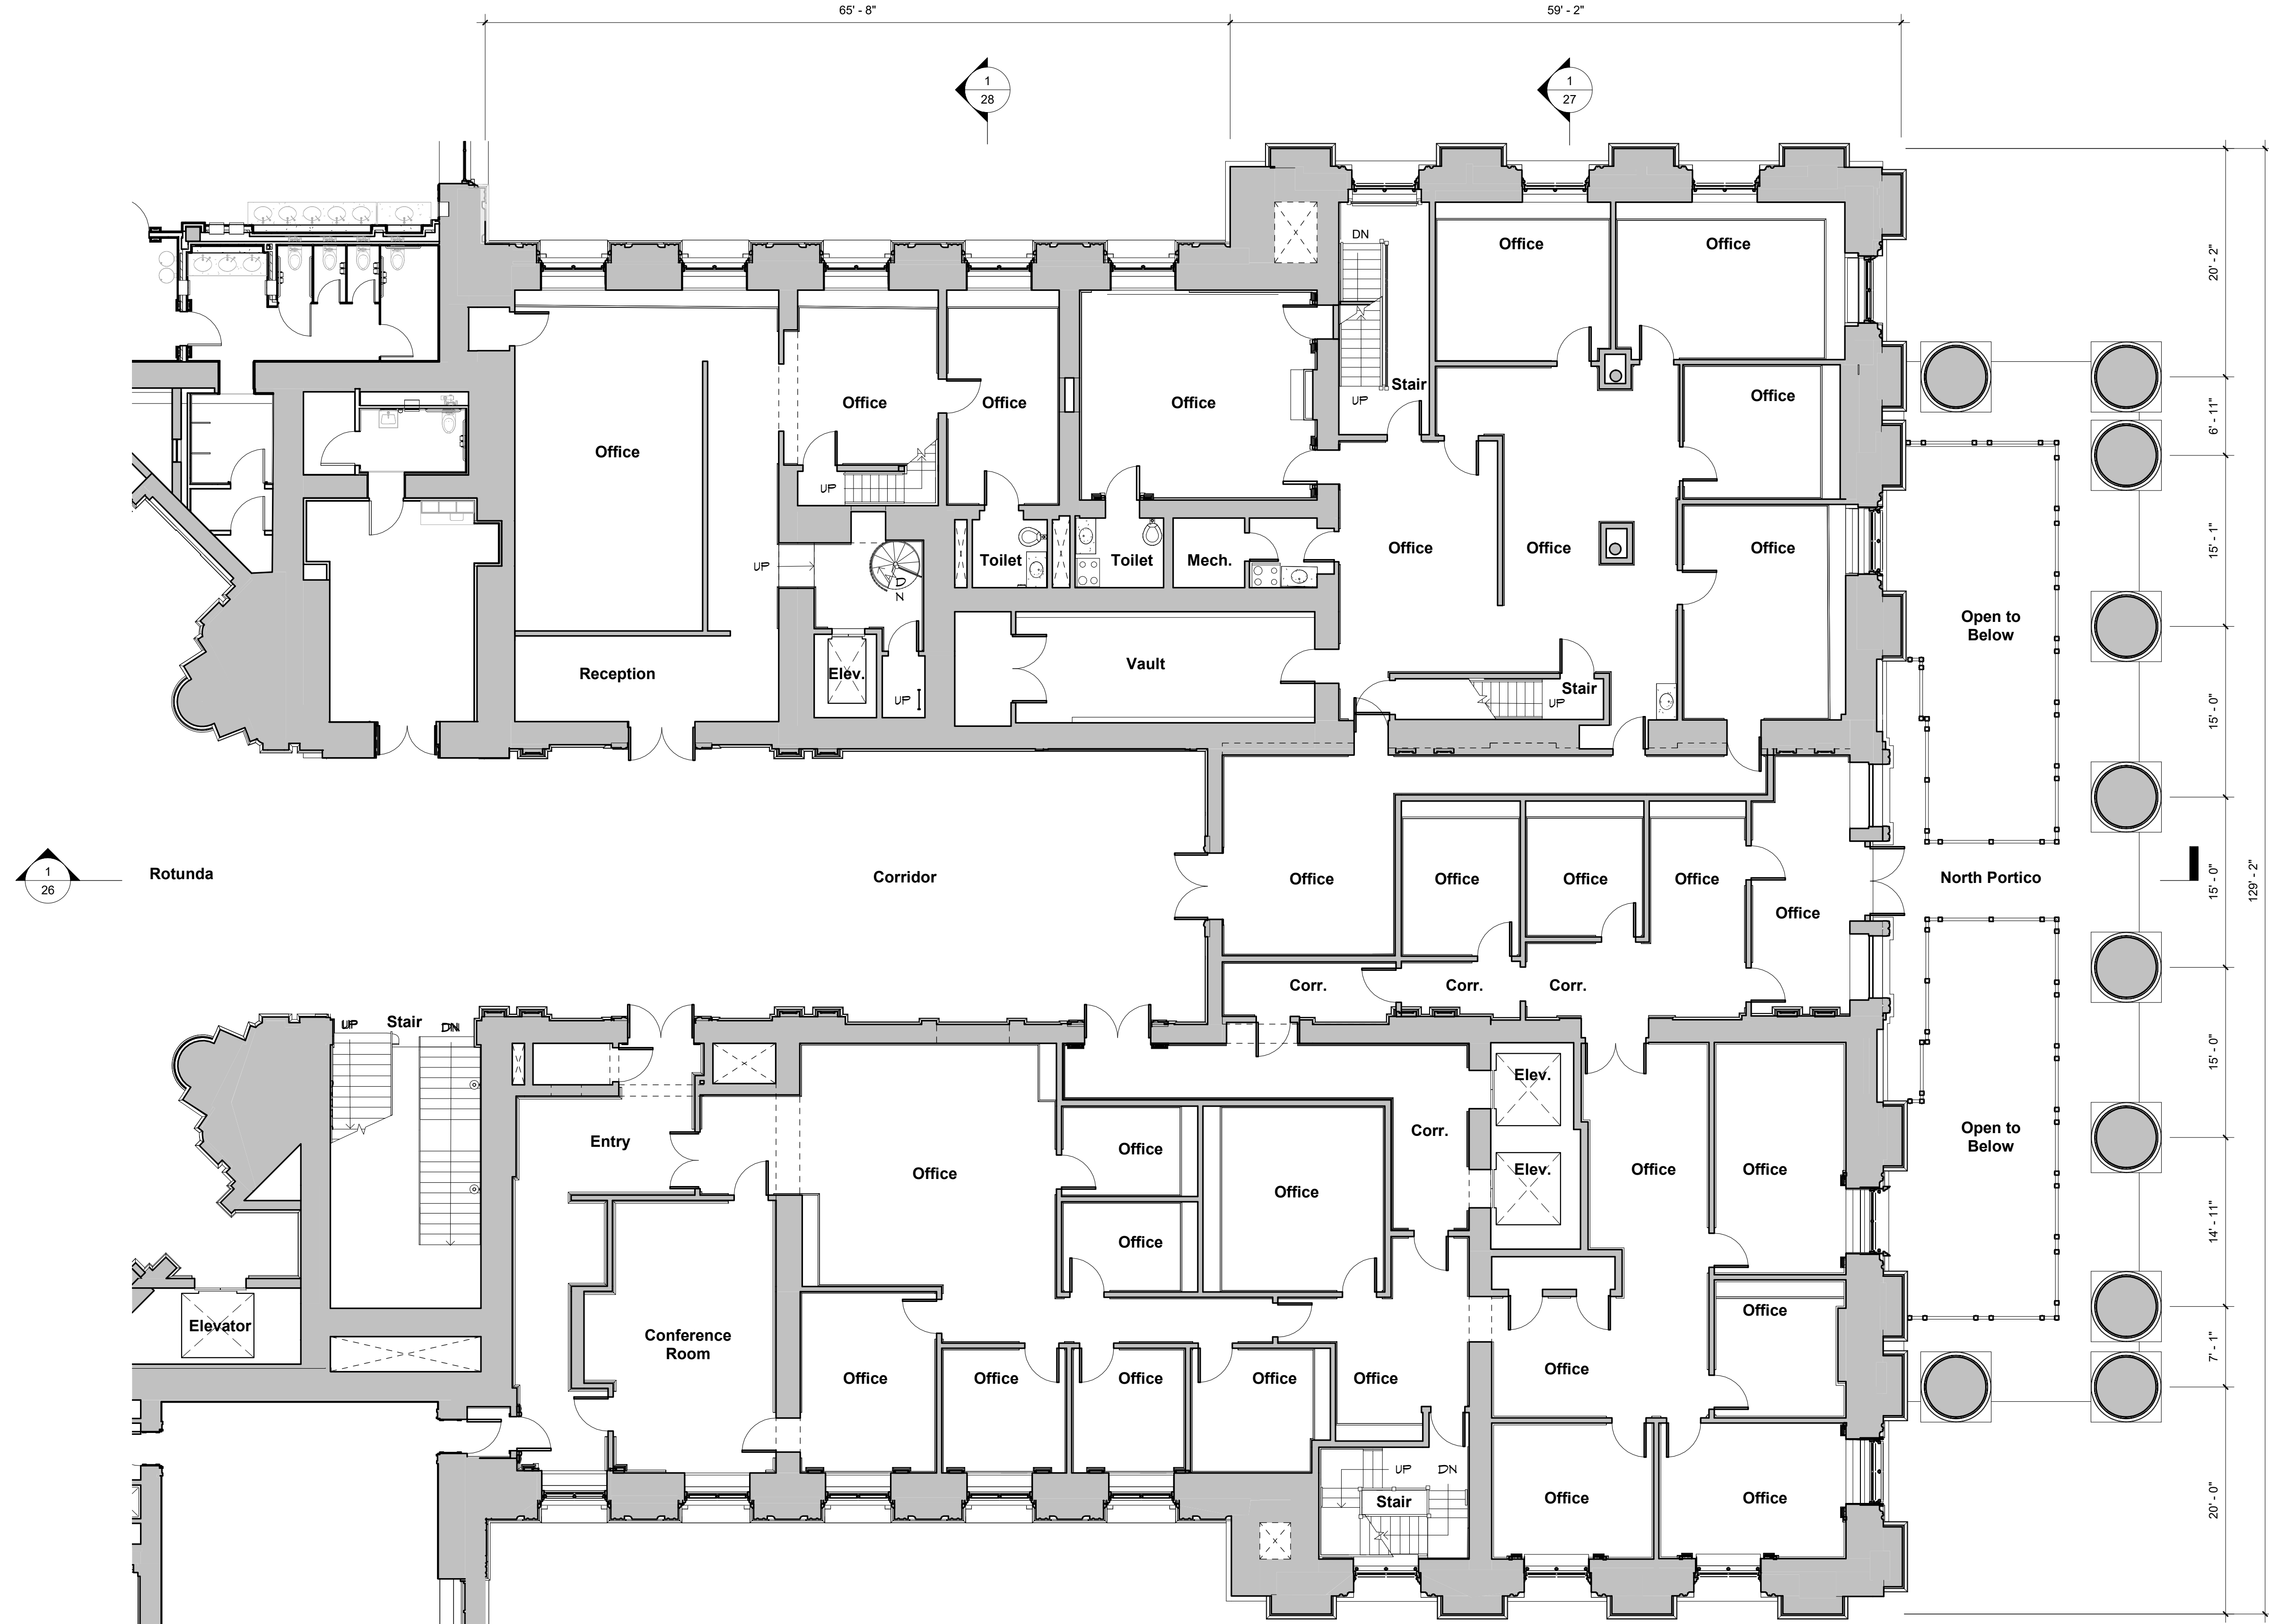 65' - 8"
59' - 2"
1
28
1
27
DN
Office
Office
20' - 2"
Stair
UP
Office
Office
Office
Office
6' - 11"
Office
UP
Office
Office
Office
15' - 1"
Toilet
Toilet
Mech.
UP
DN
Open to
Below
Vault
Reception
Elev.
UP
Stair
UP
15' - 0"
1
26
Rotunda
Corridor
Office
Office
Office
Office
North Portico
15' - 0"
129' - 2"
Office
Corr.
Corr.
Corr.
UP
Stair
DN
15' - 0"
Elev.
Entry
Office
Office
Corr.
Elev.
Office
Office
Open to
Below
Office
Office
14' - 11"
Elevator
Conference
Room
Office
7' - 1"
Office
Office
Office
Office
Office
Office
UP
DN
Stair
Office
Office
20' - 0"